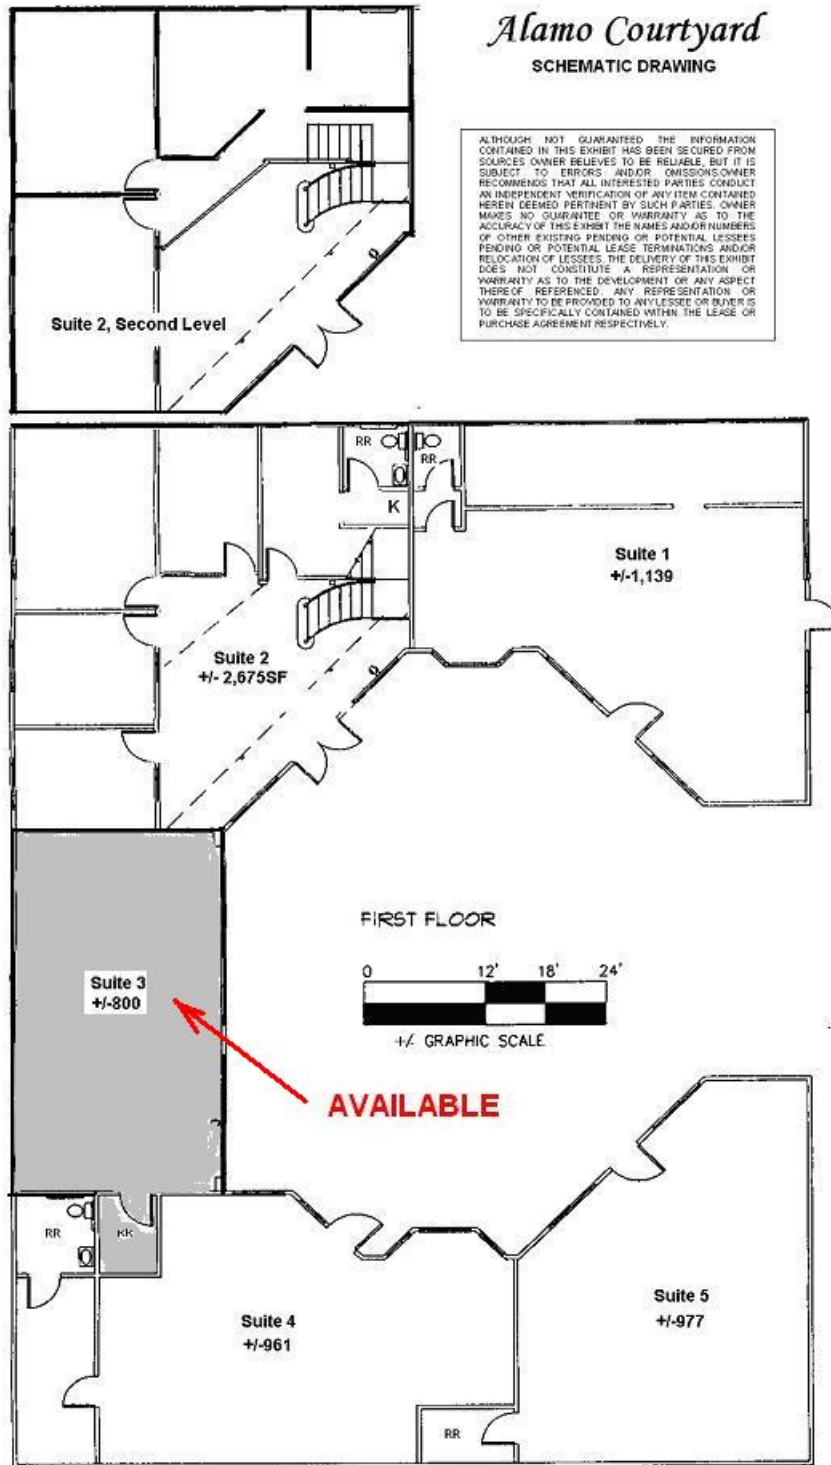 Alamo Courtyard
SCHEMATIC DRAWING
ALTHOUGH NOT GUARANTEED THE INFORMATION
CONTAINED IN THIS EXHIBIT HAS BEEN SECURED FROM
SOURCES OWNER BELIEVES TO BE RELIABLE, BUT IT IS
SUBJECT TO ERRORS AND/OR OMISSIONS.OWNER
RECOMMENDS THAT ALL INTERESTED PARTIES CONDUCT
AN INDEPENDENT VERIFICATION OF ANY ITEM CONTAINED
HEREIN DEEMED PERTINENT BY SUCH PARTIES. OWNER
MAKES NO GUARANTEE OR WARRANTY AS TO THE
ACCURACY OF THIS EXHIBIT THE NAMES AND/OR NUMBERS
OF OTHER EXISTING PENDING OR POTENTIAL LESSEES
PENDING OR POTENTIAL LEASE TERMINATIONS AND/OR
RELOCATION OF LESSEES. THE DELIVERY OF THIS EXHIBIT
DOES NOT CONSTITUTE A REPRESENTATION OR
WARRANTY AS TO THE DEVELOPMENT OR ANY ASPECT
THEREOF REFERENCED. ANY REPRESENTATION OR
WARRANTY TO BE PROVIDED TO ANY LESSEE OR BUYER IS
TO BE SPECIFICALLY CONTAINED WITHIN THE LEASE OR
PURCHASE AGREEMENT RESPECTIVELY.
Suite 2, Second Level
RR
RR
K
Suite 1
+/-1,139
Suite 2
+/- 2,675SF
FIRST FLOOR
0 12' 18' 24'
+/- GRAPHIC SCALE
Suite 3
+/-800
AVAILABLE
RR
RR
Suite 4
+/-961
Suite 5
+/-977
RR